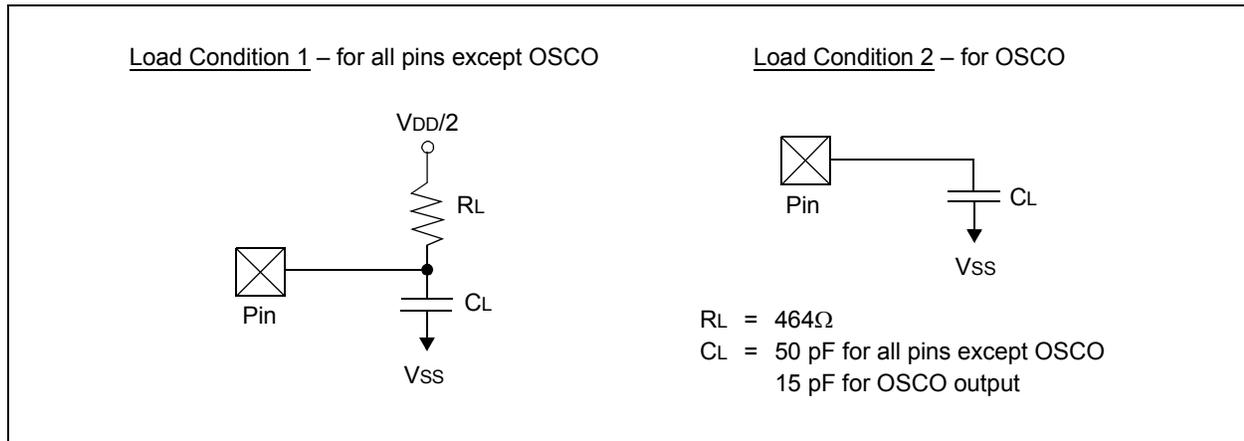 Load Condition 1 – for all pins except OSCO
VDD/2
RL
Pin
CL
VSS
Load Condition 2 – for OSCO
Pin
CL
VSS
RL = 464Ω
CL = 50 pF for all pins except OSCO
15 pF for OSCO output